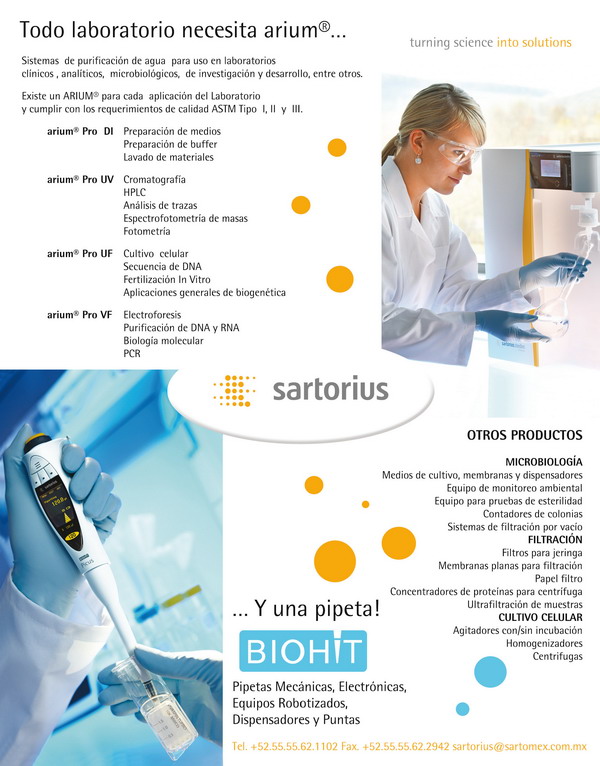 Todo laboratorio necesita arium®...
turning science into solutions
Sistemas de purificación de agua para uso en laboratorios
clínicos , analíticos, microbiológicos, de investigación y desarrollo, entre otros.
Existe un ARIUM® para cada aplicación del Laboratorio
y cumplir con los requerimientos de calidad ASTM Tipo I, II y III.
arium® Pro DI Preparación de medios
Preparación de buffer
Lavado de materiales
arium® Pro UV Cromatografía
HPLC
Análisis de trazas
Espectrofotometría de masas
Fotometría
arium® Pro UF Cultivo celular
Secuencia de DNA
Fertilización In Vitro
Aplicaciones generales de biogenética
arium® Pro VF Electroforesis
Purificación de DNA y RNA
Biología molecular
PCR
sartorius
OTROS PRODUCTOS
MICROBIOLOGÍA
Medios de cultivo, membranas y dispensadores
Equipo de monitoreo ambiental
Equipo para pruebas de esterilidad
Contadores de colonias
Sistemas de filtración por vacío
FILTRACIÓN
Filtros para jeringa
Membranas planas para filtración
Papel filtro
Concentradores de proteínas para centrífuga
Ultrafiltración de muestras
CULTIVO CELULAR
Agitadores con/sin incubación
Homogenizadores
Centrifugas
... Y una pipeta!
BIOHIT
Pipetas Mecánicas, Electrónicas,
Equipos Robotizados,
Dispensadores y Puntas
Tel. +52.55.55.62.1102 Fax. +52.55.55.62.2942 sartorius@sartomex.com.mx